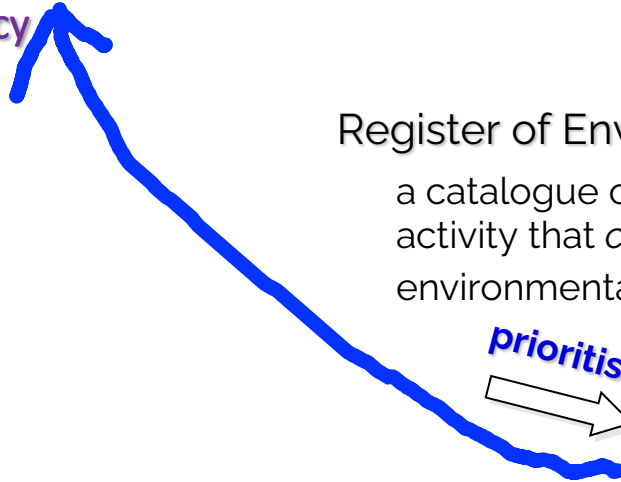 cy
Register of Env
a catalogue o
activity that c
environmenta
prioritis